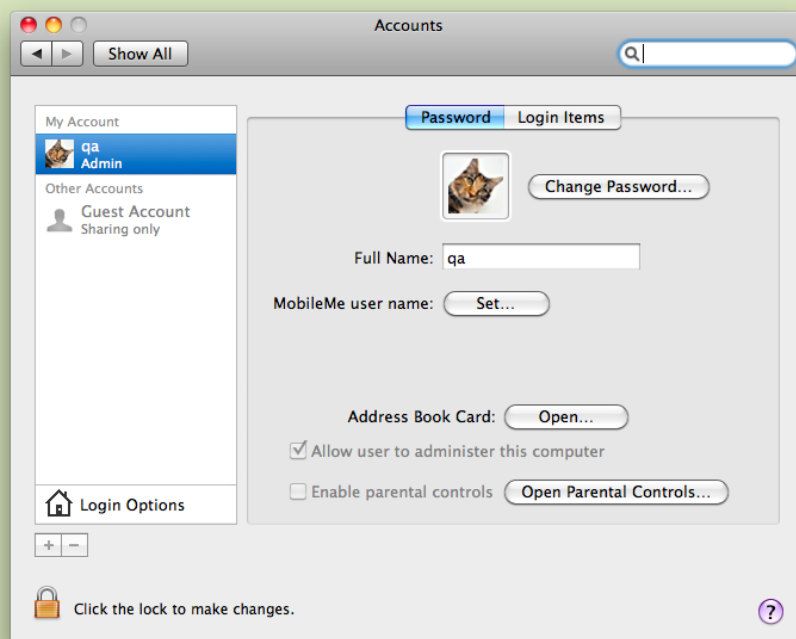 Accounts
Show All
My Account
qa
Admin
Other Accounts
Guest Account
Sharing only
Login Options
+ −
Password Login Items
Change Password...
Full Name: qa
MobileMe user name: Set...
Address Book Card: Open...
Allow user to administer this computer
Enable parental controls Open Parental Controls...
Click the lock to make changes.
?